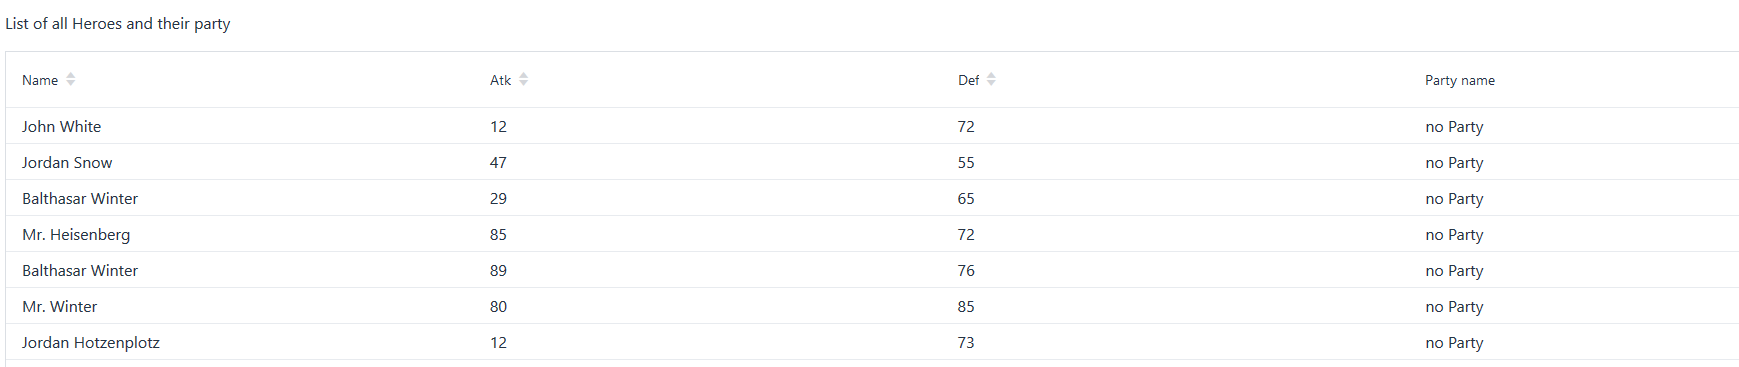 List of all Heroes and their party
Name Atk Def Party name
John White 12 72 no Party
Jordan Snow 47 55 no Party
Balthasar Winter 29 65 no Party
Mr. Heisenberg 85 72 no Party
Balthasar Winter 89 76 no Party
Mr. Winter 80 85 no Party
Jordan Hotzenplotz 12 73 no Party